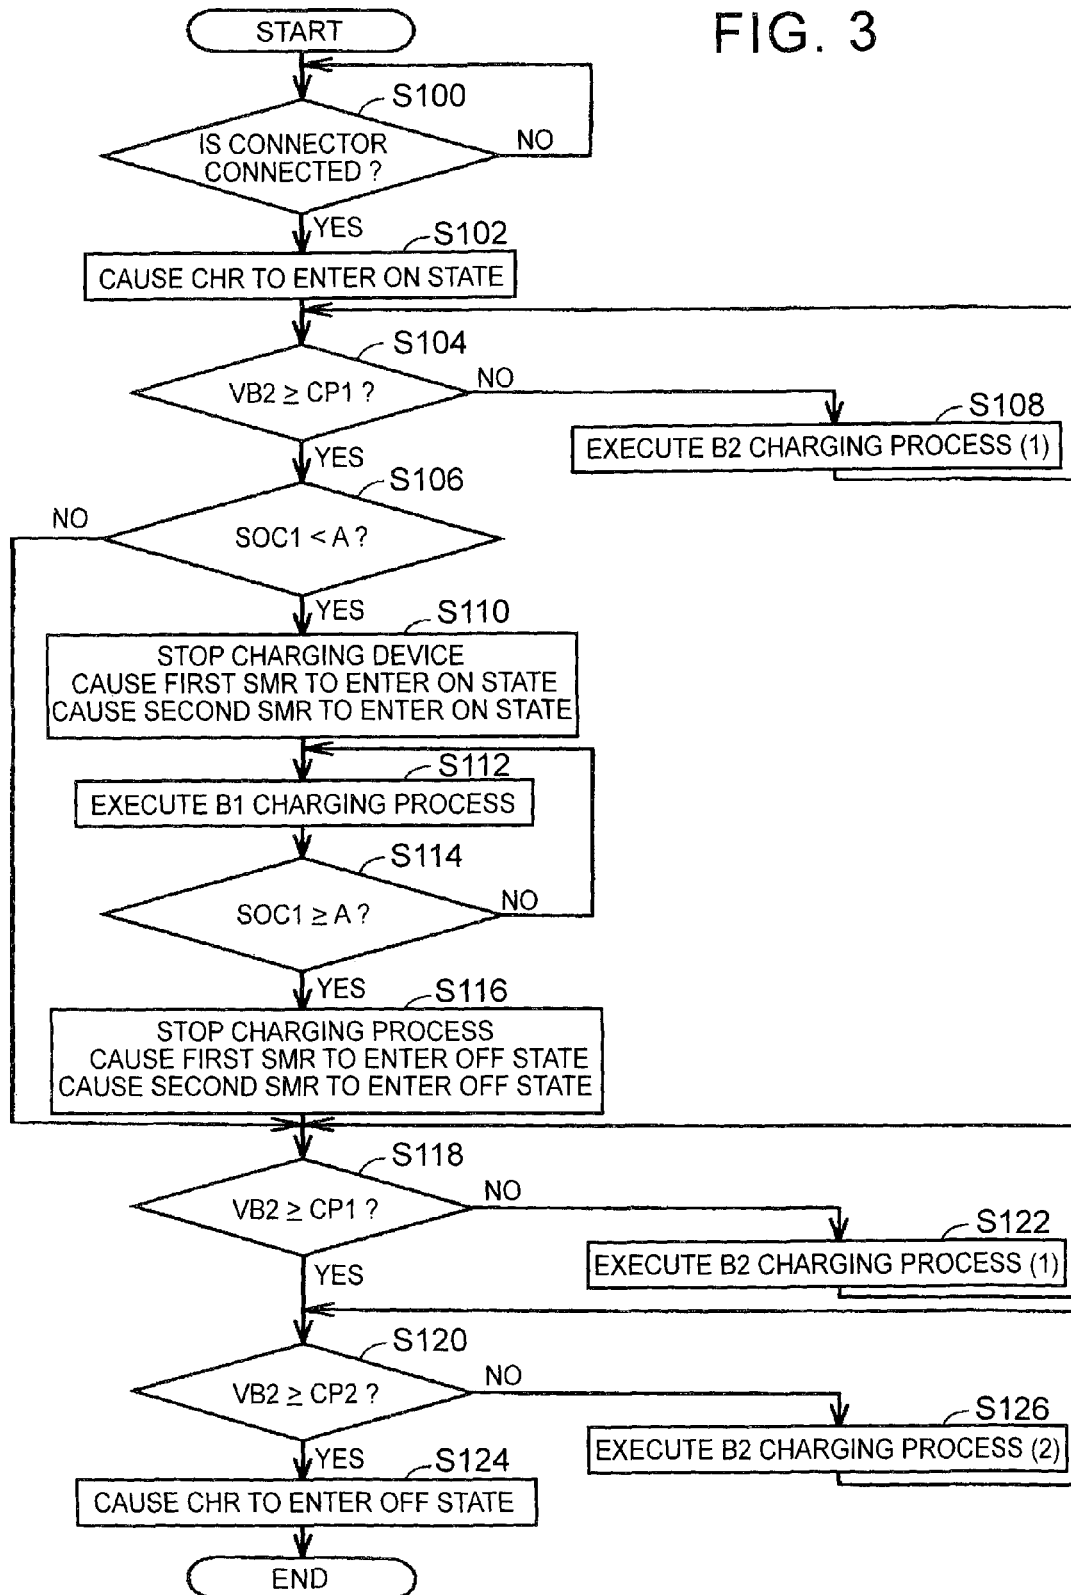 FIG. 3
START
S100
IS CONNECTOR
CONNECTED ?
NO
YES
S102
CAUSE CHR TO ENTER ON STATE
S104
VB2 ≥ CP1 ?
NO
S108
EXECUTE B2 CHARGING PROCESS (1)
YES
S106
NO
SOC1 < A ?
YES
S110
STOP CHARGING DEVICE
CAUSE FIRST SMR TO ENTER ON STATE
CAUSE SECOND SMR TO ENTER ON STATE
S112
EXECUTE B1 CHARGING PROCESS
S114
SOC1 ≥ A ?
NO
YES
S116
STOP CHARGING PROCESS
CAUSE FIRST SMR TO ENTER OFF STATE
CAUSE SECOND SMR TO ENTER OFF STATE
S118
VB2 ≥ CP1 ?
NO
S122
EXECUTE B2 CHARGING PROCESS (1)
YES
S120
VB2 ≥ CP2 ?
NO
S126
EXECUTE B2 CHARGING PROCESS (2)
YES
S124
CAUSE CHR TO ENTER OFF STATE
END